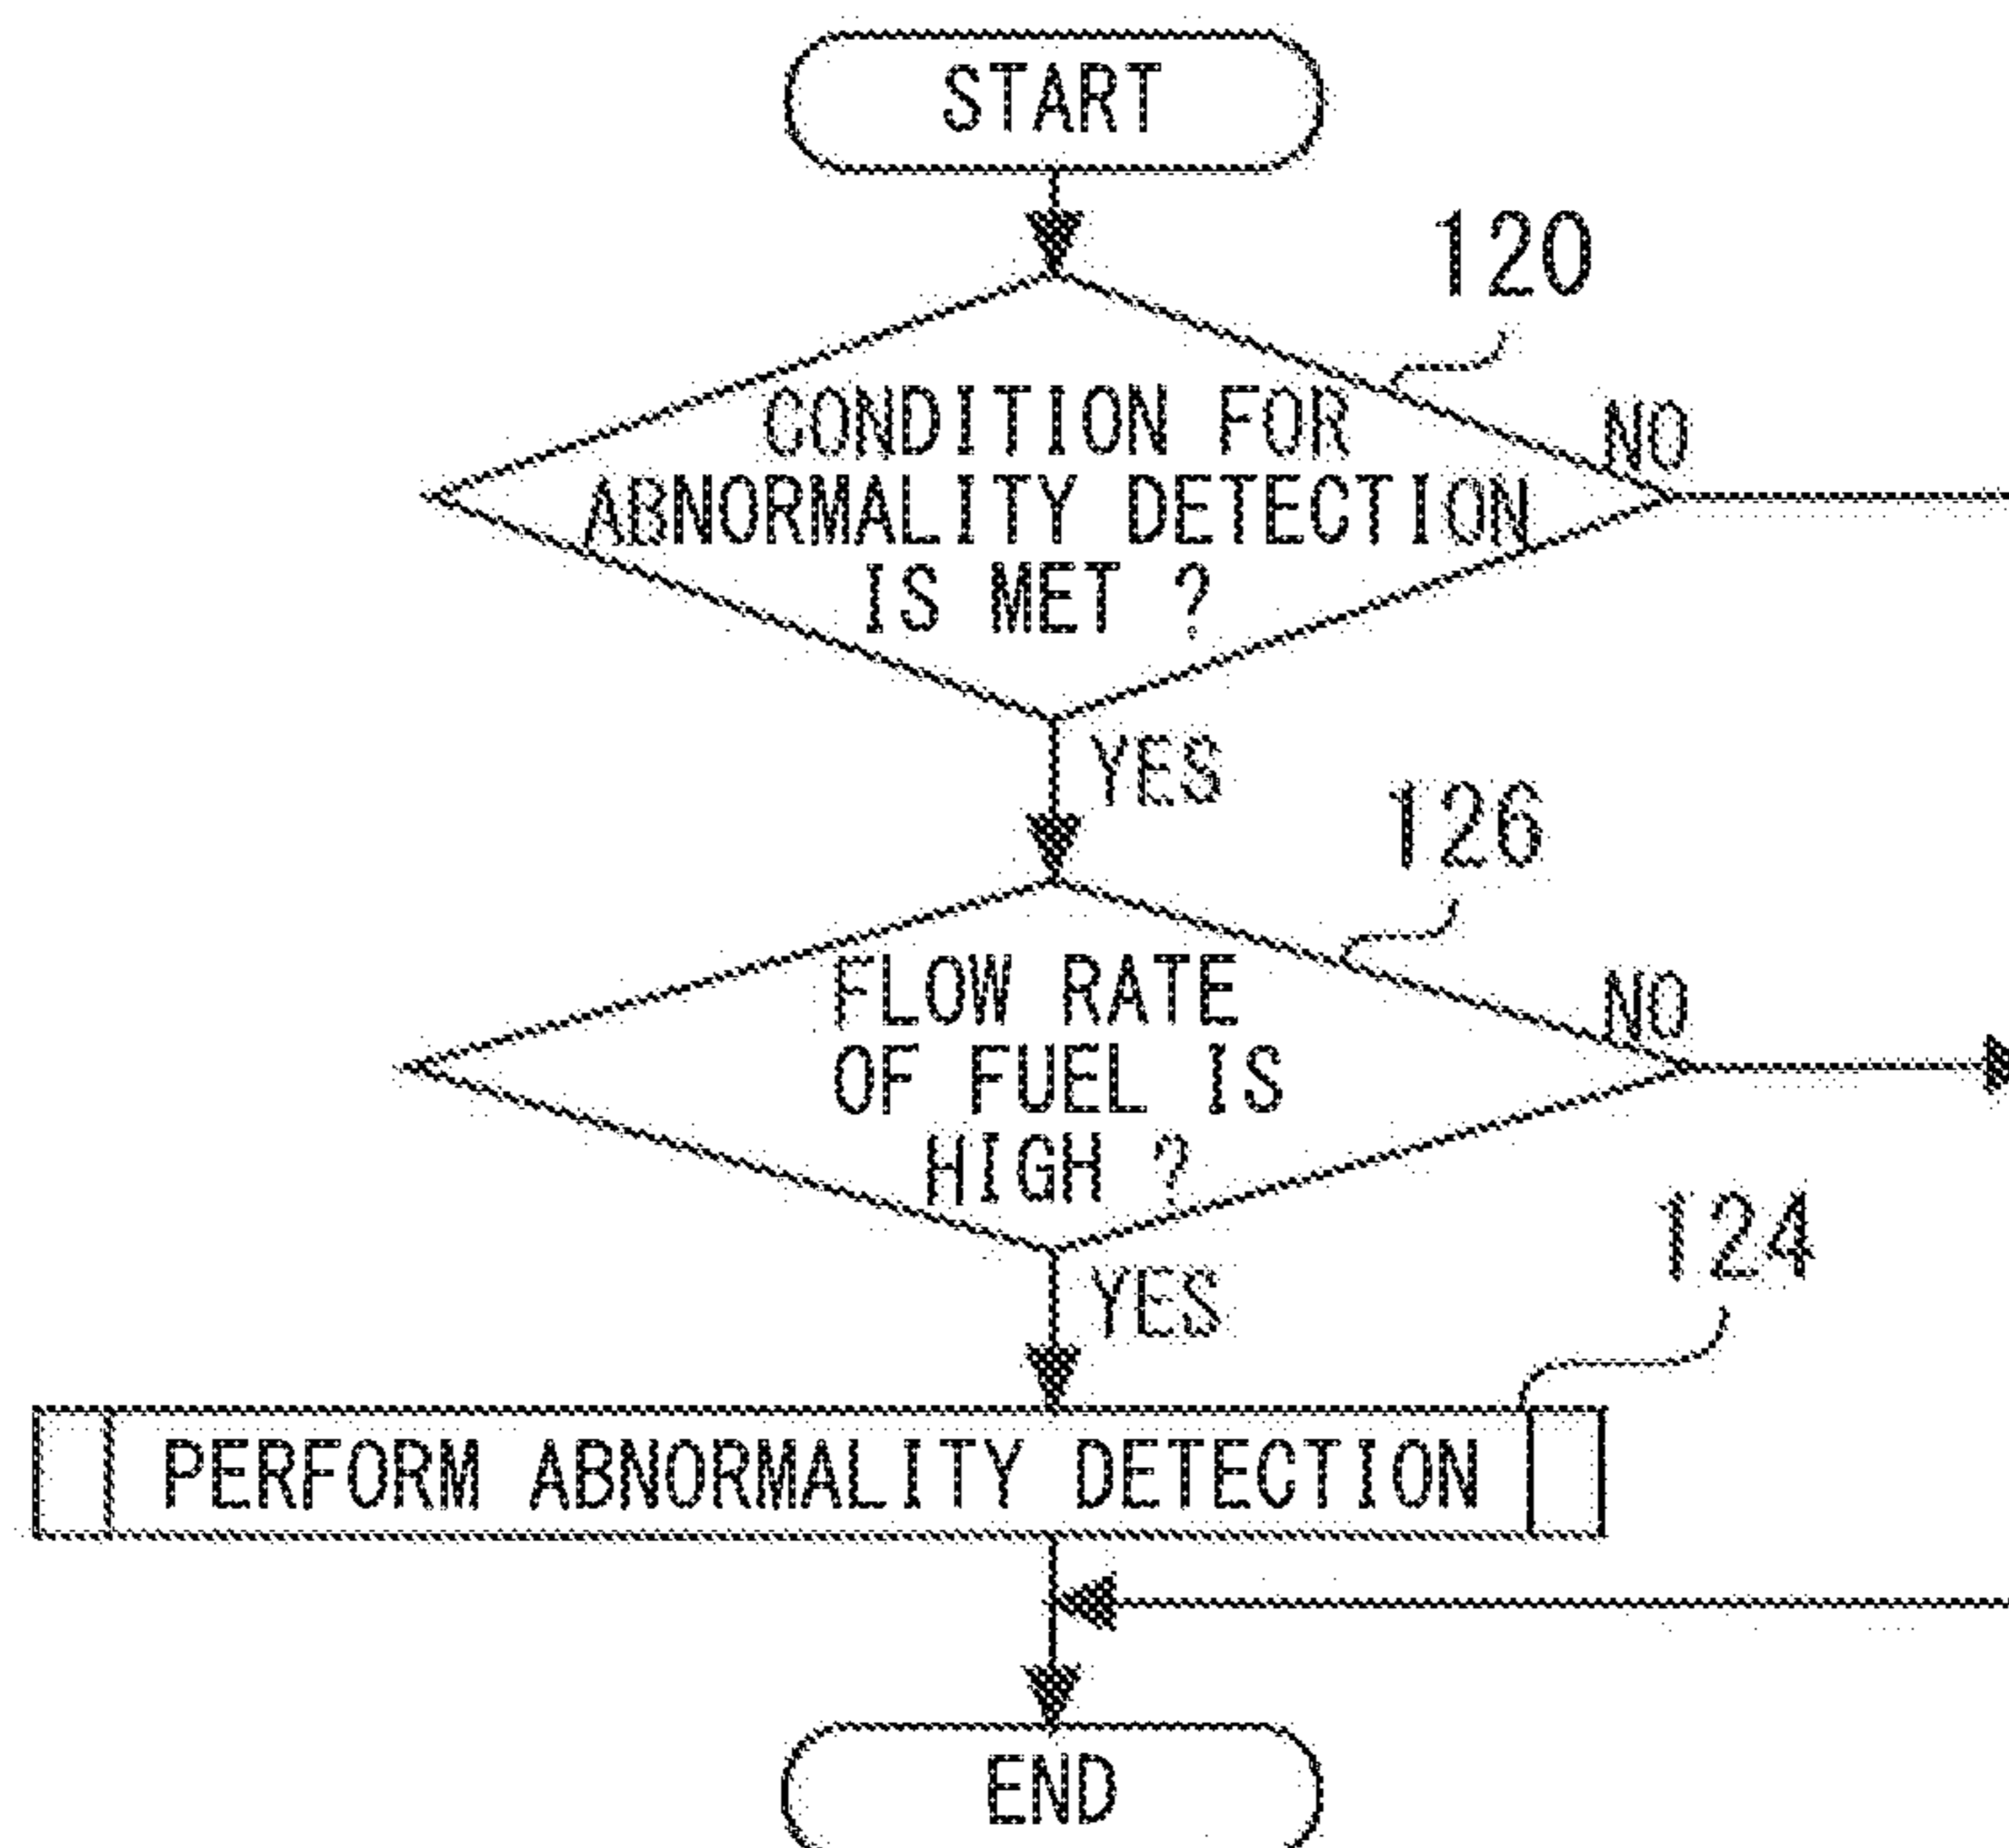 START
120
CONDITION FOR
ABNORMALITY DETECTION
IS MET ?
NO
YES
126
FLOW RATE
OF FUEL IS
HIGH ?
NO
YES
124
PERFORM ABNORMALITY DETECTION
END